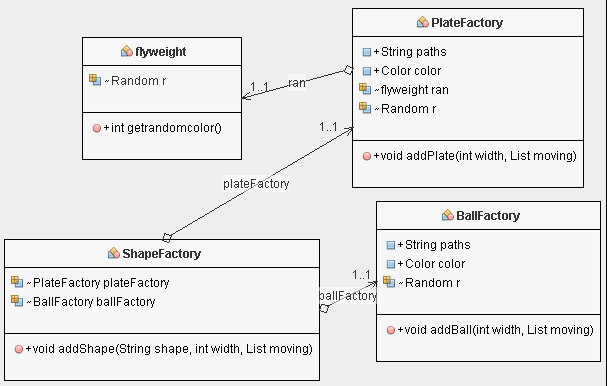 flyweight
~Random r
+int getrandomcolor()
PlateFactory
+String paths
+Color color
~flyweight ran
~Random r
+void addPlate(int width, List moving)
1..1
ran
1..1
plateFactory
ShapeFactory
~PlateFactory plateFactory
~BallFactory ballFactory
+void addShape(String shape, int width, List moving)
1..1
ballFactory
BallFactory
+String paths
+Color color
~Random r
+void addBall(int width, List moving)